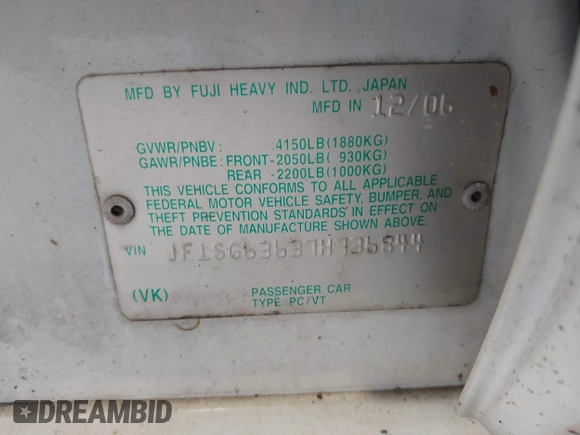 MFD BY FUJI HEAVY IND. LTD. JAPAN
MFD IN 12/06
GVWR/PNBV: 4150LB(1880KG)
GAWR/PNBE: FRONT-2050LB( 930KG)
REAR -2200LB(1000KG)
THIS VEHICLE CONFORMS TO ALL APPLICABLE
FEDERAL MOTOR VEHICLE SAFETY, BUMPER, AND
THEFT PREVENTION STANDARDS IN EFFECT ON
THE DATE OF MANUFACTURE SHOWN ABOVE.
VIN JF1SG63637H736844
(VK) PASSENGER CAR
TYPE: PC/VT
DREAMBID